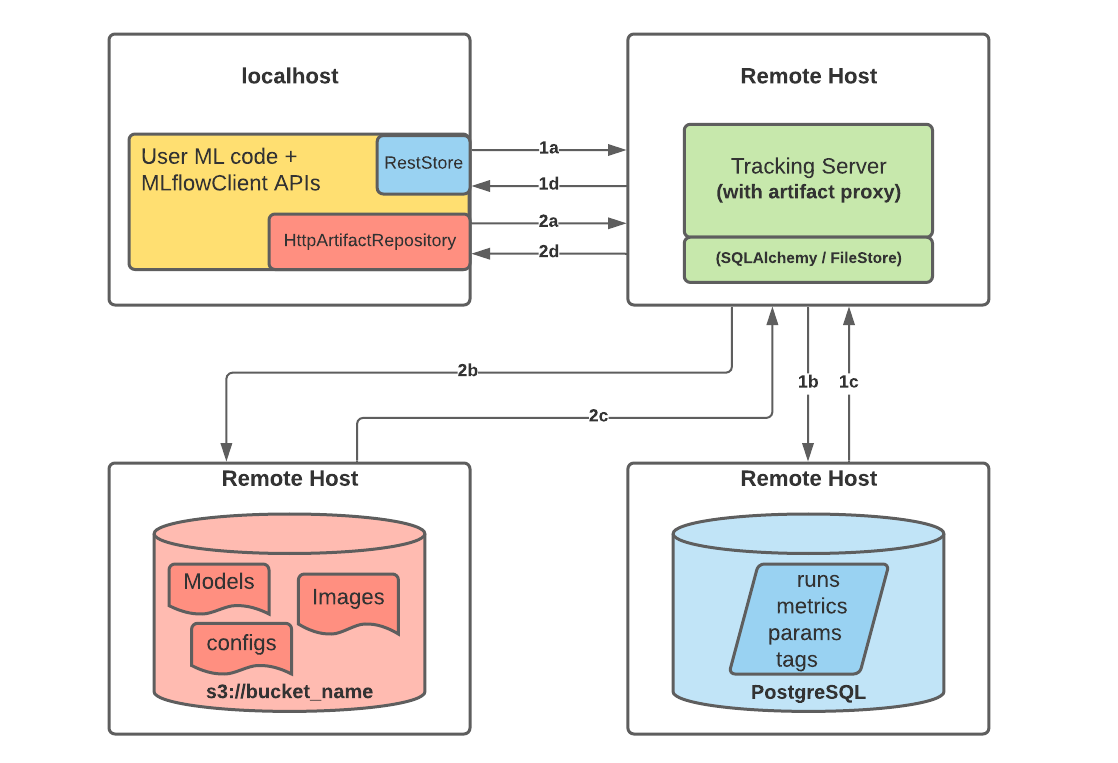 localhost
User ML code +
MLflowClient APIs
RestStore
HttpArtifactRepository
1a
1d
2a
2d
Remote Host
Tracking Server
(with artifact proxy)
(SQLAlchemy / FileStore)
2b
2c
1b
1c
Remote Host
Models
Images
configs
s3://bucket_name
Remote Host
runs
metrics
params
tags
PostgreSQL